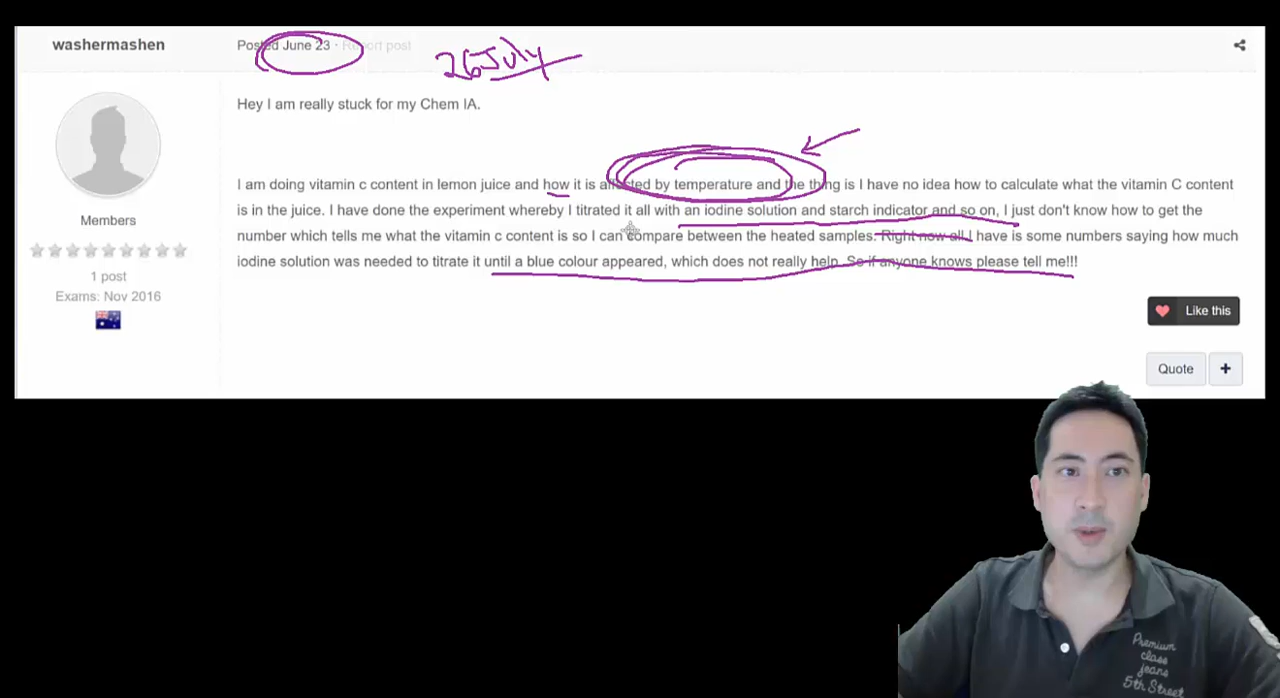 washermashen
Posted June 23 · Report post
26 July
Hey I am really stuck for my Chem IA.
I am doing vitamin c content in lemon juice and how it is affected by temperature and the thing is I have no idea how to calculate what the vitamin C content
is in the juice. I have done the experiment whereby I titrated it all with an iodine solution and starch indicator and so on, I just don't know how to get the
number which tells me what the vitamin c content is so I can compare between the heated samples. Right now all I have is some numbers saying how much
iodine solution was needed to titrate it until a blue colour appeared, which does not really help. So if anyone knows please tell me!!!
Members
1 post
Exams: Nov 2016
Like this
Quote +
Premium
class
jeans
5th Street